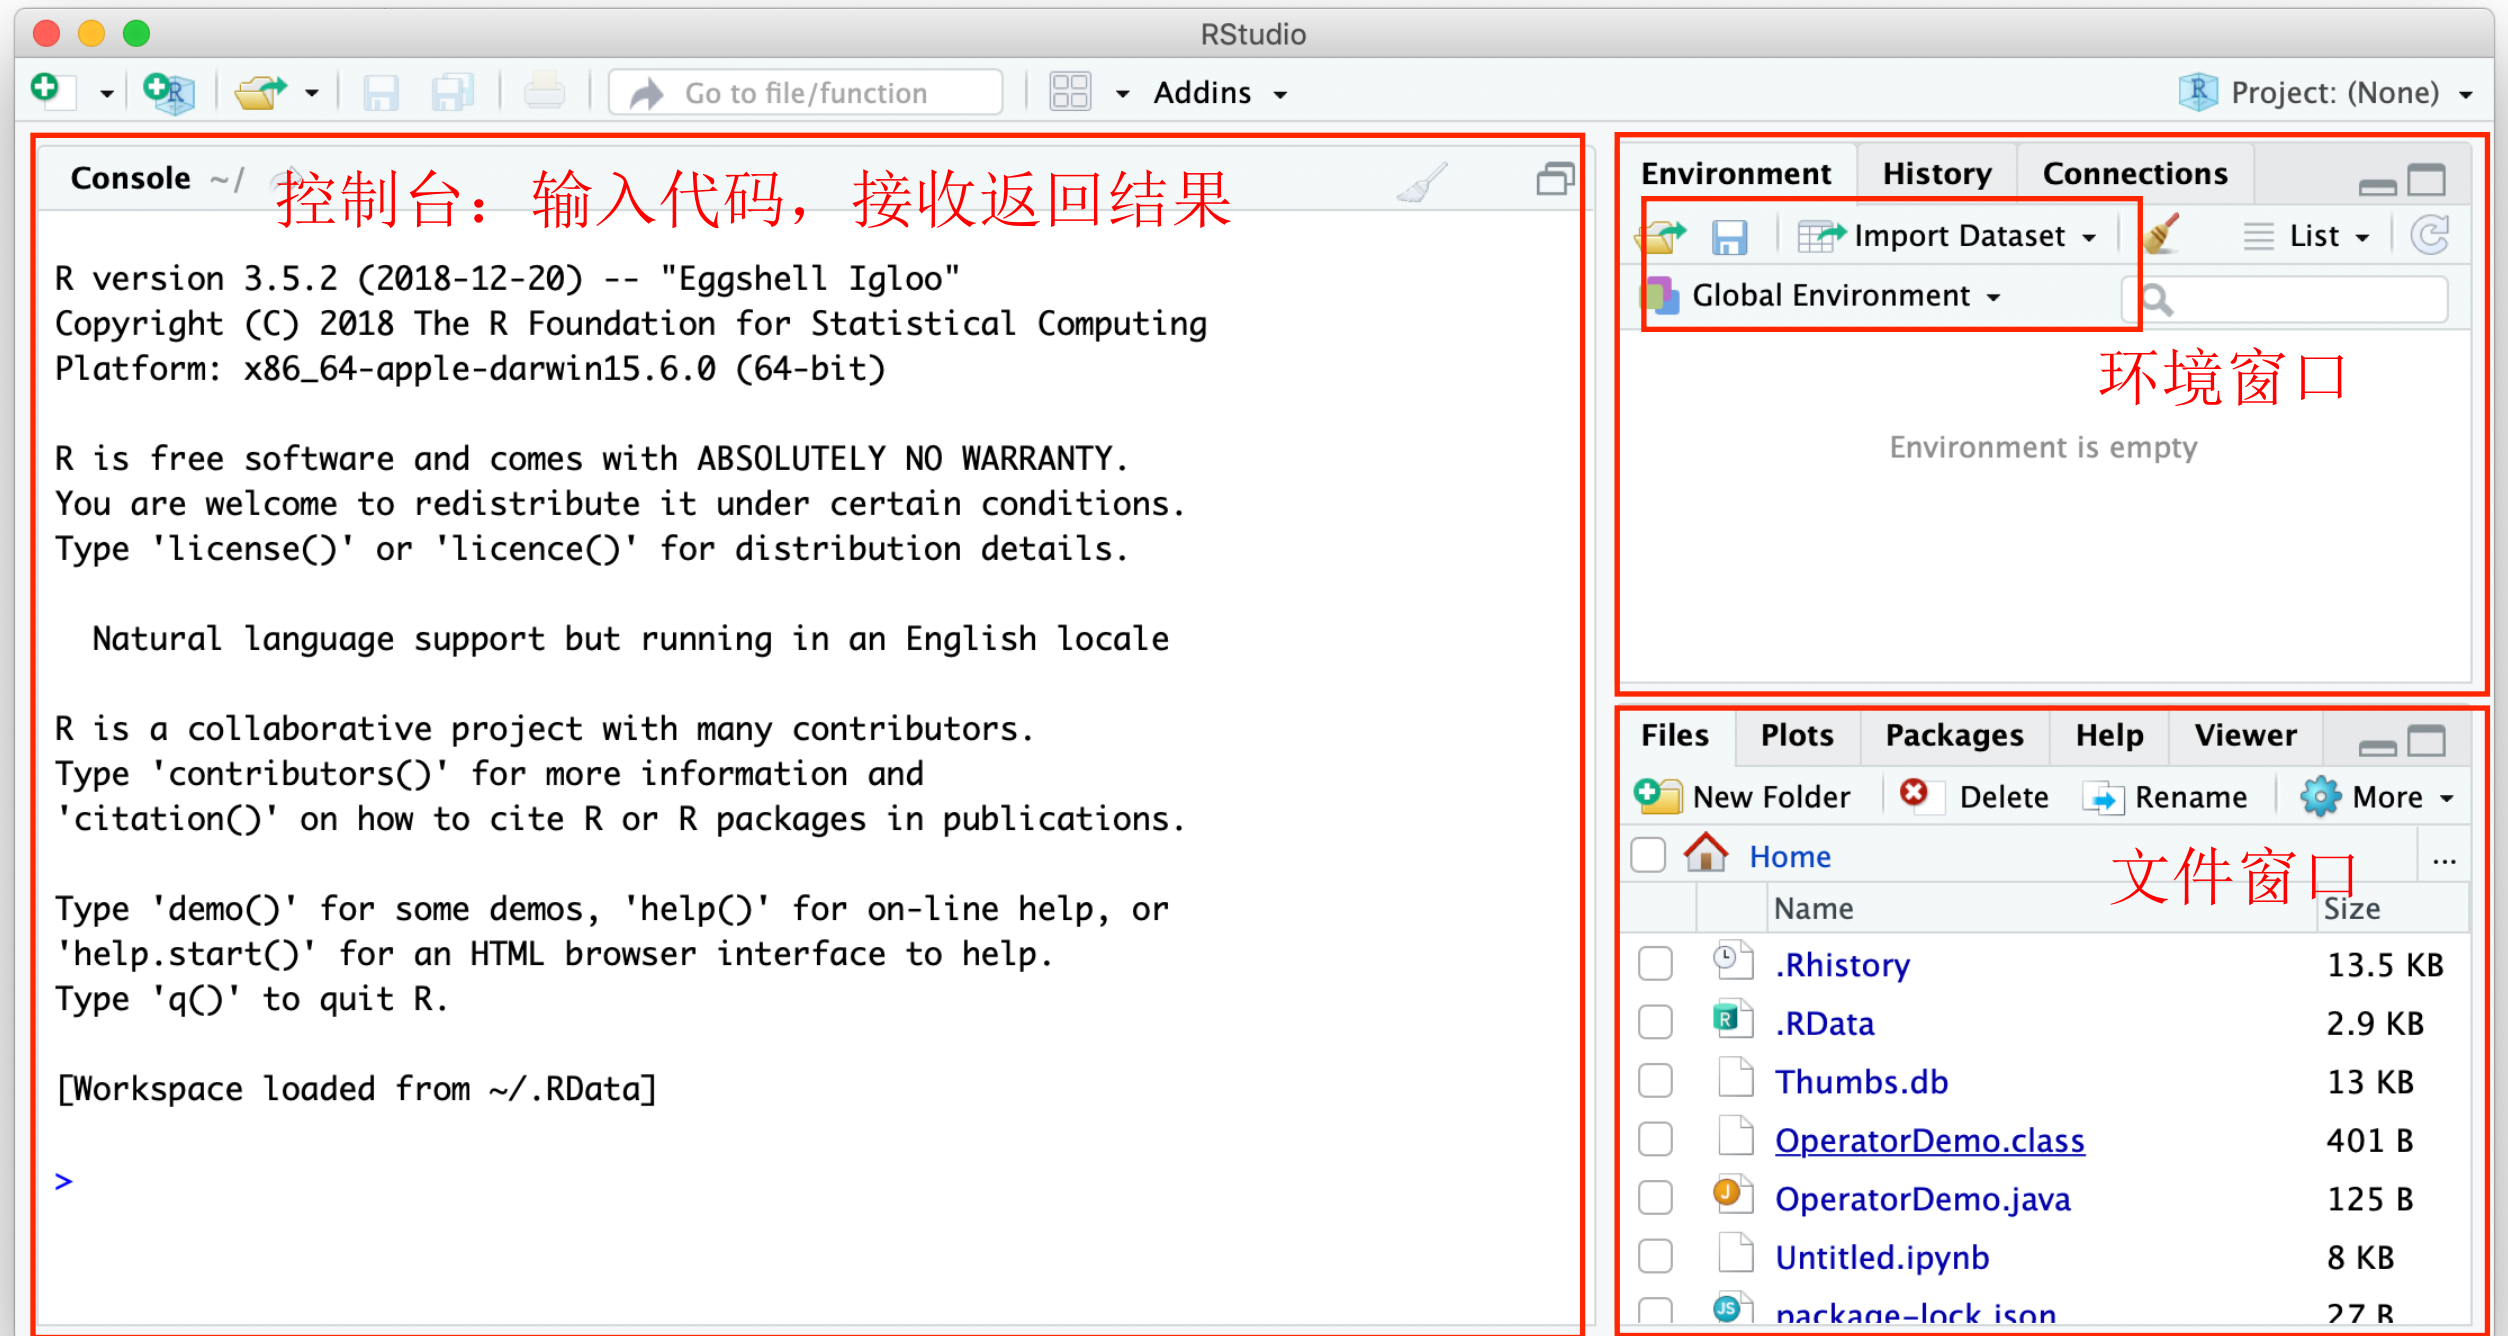 RStudio
Go to file/function
Addins
Project: (None)
Console ~/
控制台：输入代码，接收返回结果
R version 3.5.2 (2018-12-20) -- "Eggshell Igloo"
Copyright (C) 2018 The R Foundation for Statistical Computing
Platform: x86_64-apple-darwin15.6.0 (64-bit)
R is free software and comes with ABSOLUTELY NO WARRANTY.
You are welcome to redistribute it under certain conditions.
Type 'license()' or 'licence()' for distribution details.
Natural language support but running in an English locale
R is a collaborative project with many contributors.
Type 'contributors()' for more information and
'citation()' on how to cite R or R packages in publications.
Type 'demo()' for some demos, 'help()' for on-line help, or
'help.start()' for an HTML browser interface to help.
Type 'q()' to quit R.
[Workspace loaded from ~/.RData]
>
Environment History Connections
Import Dataset List
Global Environment
环境窗口
Environment is empty
Files Plots Packages Help Viewer
New Folder Delete Rename More
Home ...
文件窗口
Name Size
.Rhistory 13.5 KB
.RData 2.9 KB
Thumbs.db 13 KB
OperatorDemo.class 401 B
OperatorDemo.java 125 B
Untitled.ipynb 8 KB
package-lock.json 27 B